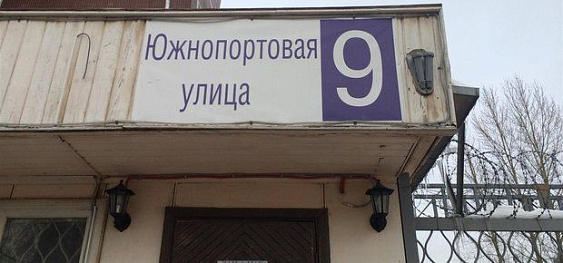 Южнопортовая
улица
9